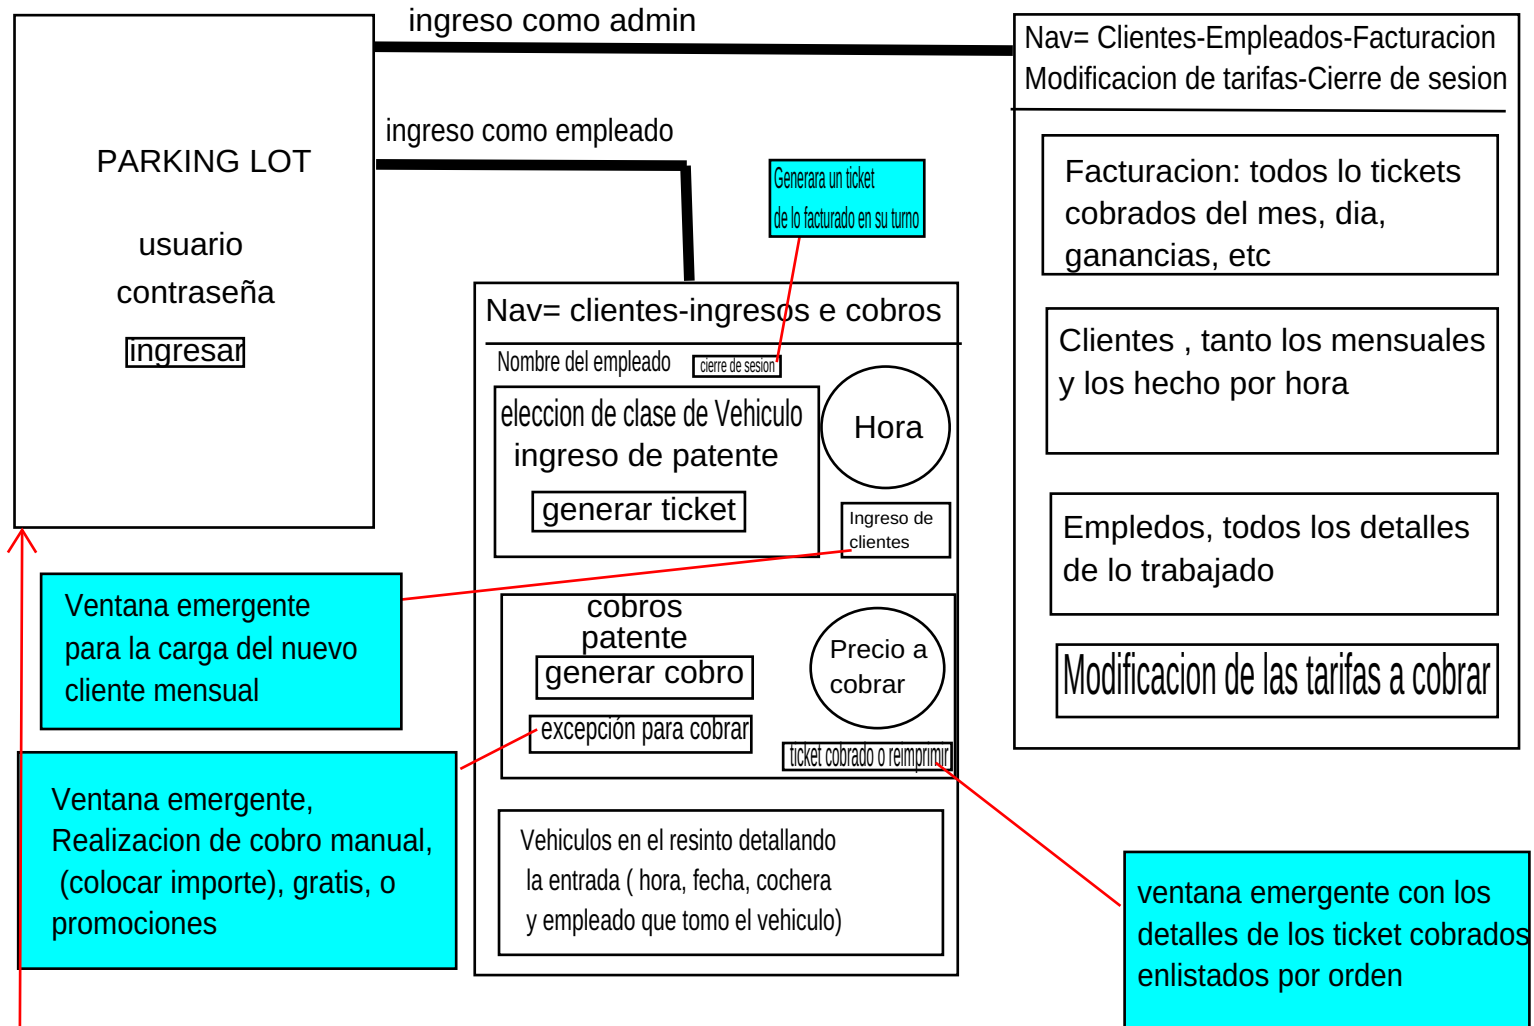 ingreso como admin
ingreso como empleado
PARKING LOT
usuario
contraseña
ingresar
Generara un ticket
de lo facturado en su turno
Nav= clientes-ingresos e cobros
Nombre del empleado
cierre de sesion
eleccion de clase de Vehiculo
ingreso de patente
generar ticket
Hora
Ingreso de
clientes
cobros
patente
generar cobro
excepción para cobrar
Precio a
cobrar
ticket cobrado o reimprimir
Vehiculos en el resinto detallando
la entrada ( hora, fecha, cochera
y empleado que tomo el vehiculo)
Ventana emergente
para la carga del nuevo
cliente mensual
Ventana emergente,
Realizacion de cobro manual,
(colocar importe), gratis, o
promociones
Nav= Clientes-Empleados-Facturacion
Modificacion de tarifas-Cierre de sesion
Facturacion: todos lo tickets
cobrados del mes, dia,
ganancias, etc
Clientes , tanto los mensuales
y los hecho por hora
Empledos, todos los detalles
de lo trabajado
Modificacion de las tarifas a cobrar
ventana emergente con los
detalles de los ticket cobrados
enlistados por orden